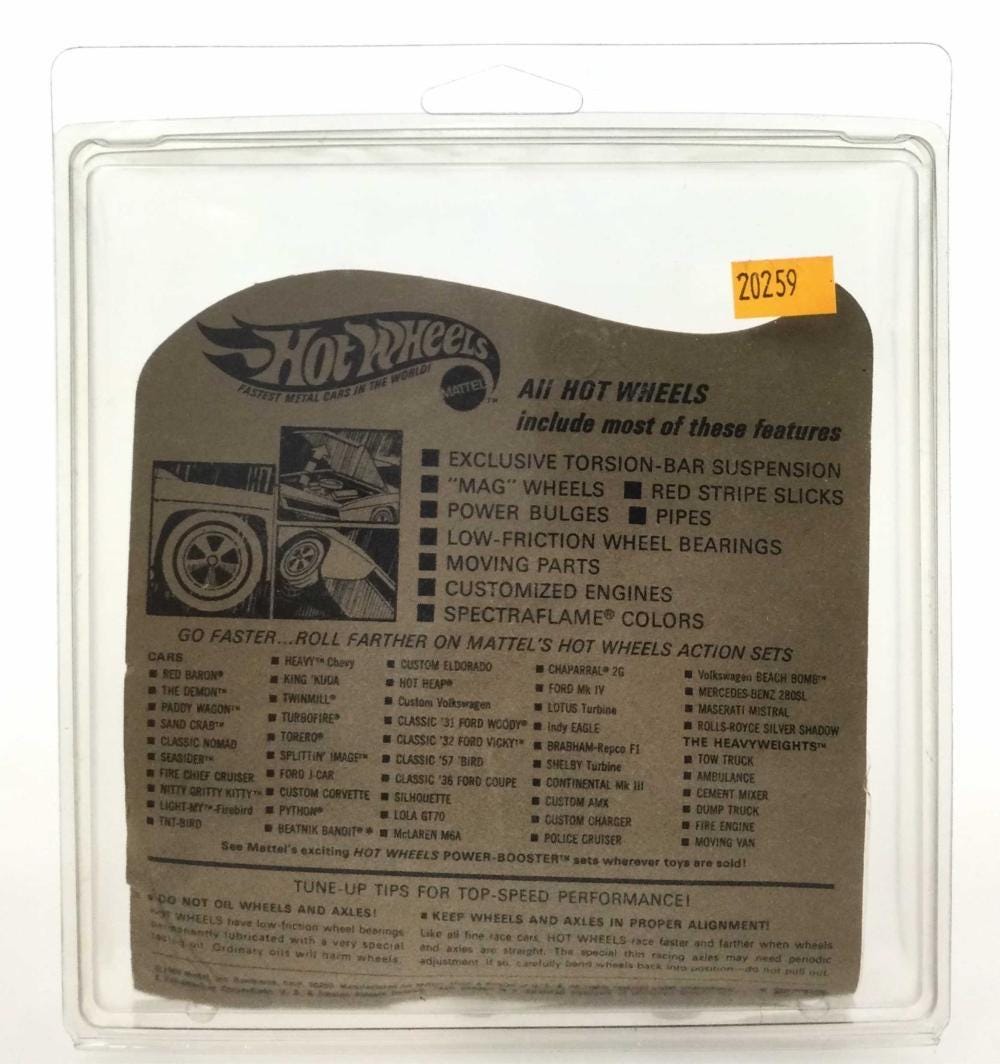 20259
HOT WHEELS
FASTEST METAL CARS IN THE WORLD!
MATTEL™
All HOT WHEELS
include most of these features
■ EXCLUSIVE TORSION-BAR SUSPENSION
■ "MAG" WHEELS ■ RED STRIPE SLICKS
■ POWER BULGES ■ PIPES
■ LOW-FRICTION WHEEL BEARINGS
■ MOVING PARTS
■ CUSTOMIZED ENGINES
■ SPECTRAFLAME® COLORS
GO FASTER...ROLL FARTHER ON MATTEL'S HOT WHEELS ACTION SETS
CARS
■ RED BARON®
■ THE DEMON™
■ PADDY WAGON™
■ SAND CRAB™
■ CLASSIC NOMAD
■ SEASIDER™
■ FIRE CHIEF CRUISER
■ NITTY GRITTY KITTY™
■ LIGHT-MY™-Firebird
■ TNT-BIRD
■ HEAVY™ Chevy
■ KING 'KUDA
■ TWINMILL®
■ TURBOFIRE®
■ TORERO®
■ SPLITTIN' IMAGE™
■ FORD J-CAR
■ CUSTOM CORVETTE
■ PYTHON®
■ BEATNIK BANDIT®*
■ CUSTOM ELDORADO
■ HOT HEAP®
■ Custom Volkswagen
■ CLASSIC '31 FORD WOODY®
■ CLASSIC '32 FORD VICKY™
■ CLASSIC '57 'BIRD
■ CLASSIC '36 FORD COUPE
■ SILHOUETTE
■ LOLA GT70
■ McLAREN M6A
■ CHAPARRAL® 2G
■ FORD Mk IV
■ LOTUS Turbine
■ Indy EAGLE
■ BRABHAM-Repco F1
■ SHELBY Turbine
■ CONTINENTAL Mk III
■ CUSTOM AMX
■ CUSTOM CHARGER
■ POLICE CRUISER
■ Volkswagen BEACH BOMB™
■ MERCEDES-BENZ 280SL
■ MASERATI MISTRAL
■ ROLLS-ROYCE SILVER SHADOW
THE HEAVYWEIGHTS™
■ TOW TRUCK
■ AMBULANCE
■ CEMENT MIXER
■ DUMP TRUCK
■ FIRE ENGINE
■ MOVING VAN
See Mattel's exciting HOT WHEELS POWER-BOOSTER™ sets wherever toys are sold!
TUNE-UP TIPS FOR TOP-SPEED PERFORMANCE!
■ DO NOT OIL WHEELS AND AXLES!
HOT WHEELS have low-friction wheel bearings
permanently lubricated with a very special
racing oil. Ordinary oils will harm wheels.
■ KEEP WHEELS AND AXLES IN PROPER ALIGNMENT!
Like all fine race cars, HOT WHEELS race faster and farther when wheels
and axles are straight. The special thin racing axles may need periodic
adjustment. If so, carefully bend wheels back into position—do not pull out.